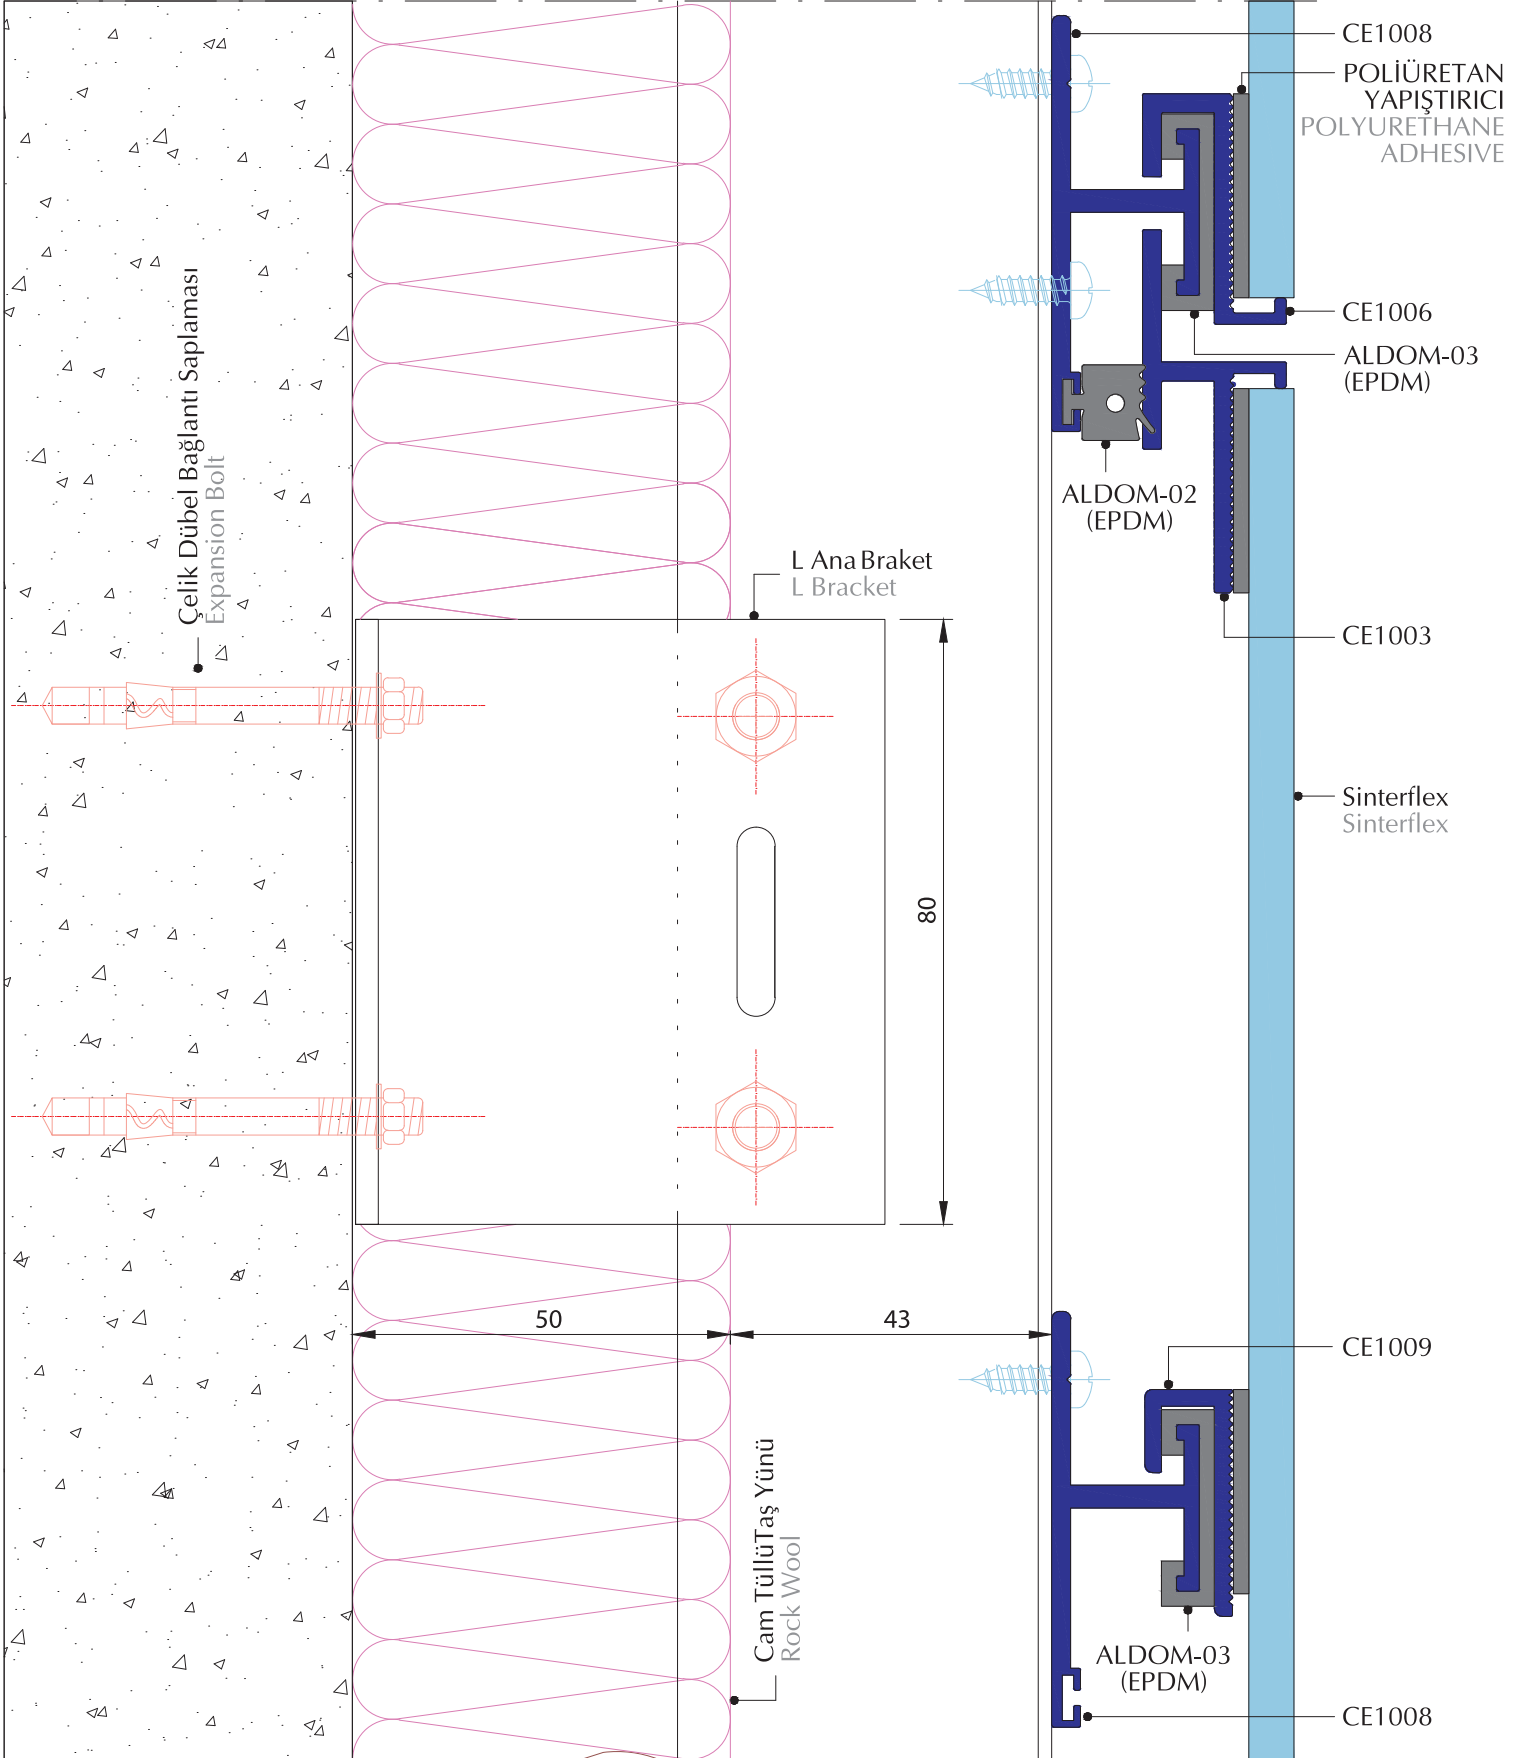 CE1008
POLİÜRETAN
YAPIŞTIRICI
POLYURETHANE
ADHESIVE
CE1006
ALDOM-03
(EPDM)
Çelik Dübel Bağlantı Saplaması
Expansion Bolt
ALDOM-02
(EPDM)
L Ana Braket
L Bracket
CE1003
Sinterflex
Sinterflex
80
50
43
CE1009
Cam TüllüTaş Yünü
Rock Wool
ALDOM-03
(EPDM)
CE1008